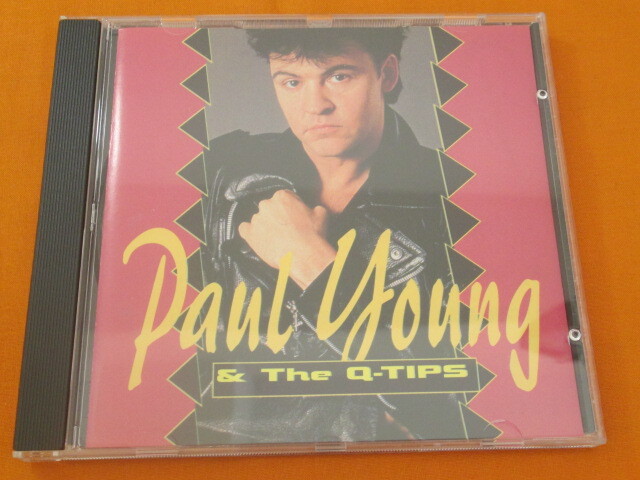 Paul Young
& The Q-TIPS